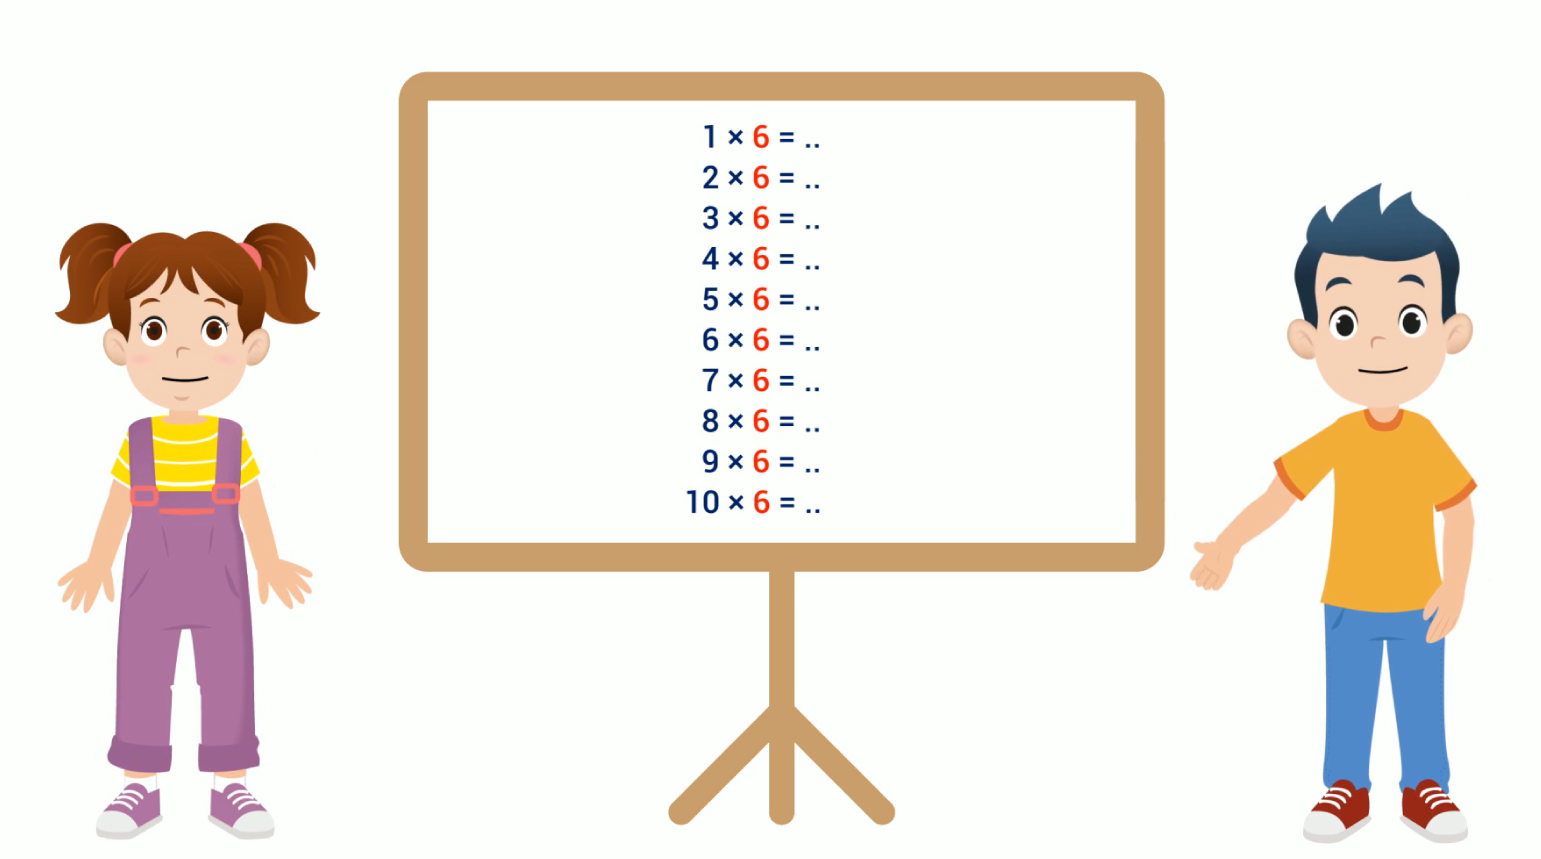 1 × 6 = ..
2 × 6 = ..
3 × 6 = ..
4 × 6 = ..
5 × 6 = ..
6 × 6 = ..
7 × 6 = ..
8 × 6 = ..
9 × 6 = ..
10 × 6 = ..